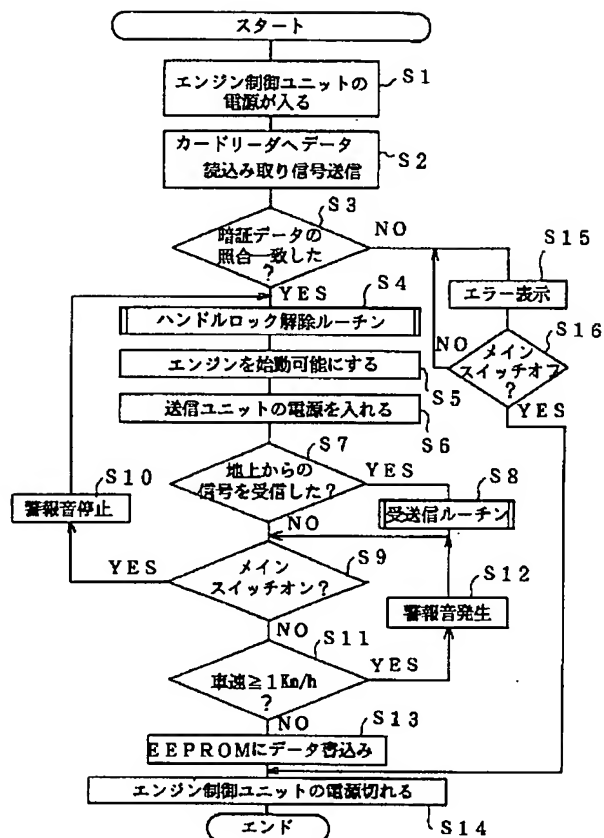 スタート
エンジン制御ユニットの
電源が入る
S1
カードリーダへデータ
読込み取り信号送信
S2
S3
暗証データの
照合一致した
?
NO
YES
S15
エラー表示
S4
ハンドルロック解除ルーチン
S16
NO
メイン
スイッチオフ
?
YES
エンジンを始動可能にする
S5
送信ユニットの電源を入れる
S6
S7
地上からの
信号を受信した?
YES
NO
S8
受送信ルーチン
S10
警報音停止
YES
S9
メイン
スイッチオン?
NO
S12
警報音発生
S11
車速≧1Km/h
?
YES
NO
S13
EEPROMにデータ書込み
エンジン制御ユニットの電源切れる
S14
エンド